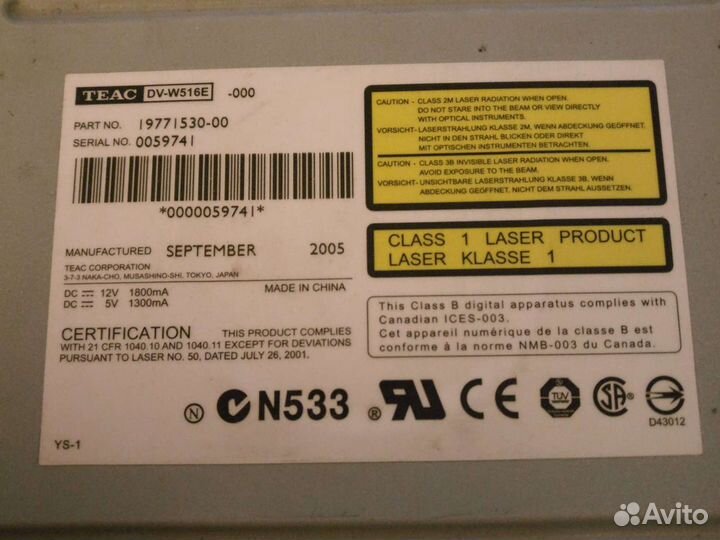 TEAC DV-W516E -000
PART NO. 19771530-00
SERIAL NO. 0059741
*0000059741*
MANUFACTURED SEPTEMBER 2005
TEAC CORPORATION
3-7-3 NAKA-CHO, MUSASHINO-SHI, TOKYO, JAPAN
DC 12V 1800mA
DC 5V 1300mA
MADE IN CHINA
CERTIFICATION THIS PRODUCT COMPLIES
WITH 21 CFR 1040.10 AND 1040.11 EXCEPT FOR DEVIATIONS
PURSUANT TO LASER NO. 50, DATED JULY 26, 2001.
CAUTION - CLASS 2M LASER RADIATION WHEN OPEN.
DO NOT STARE INTO THE BEAM OR VIEW DIRECTLY
WITH OPTICAL INSTRUMENTS.
VORSICHT- LASERSTRAHLUNG KLASSE 2M, WENN ABDECKUNG GEÖFFNET,
NICHT IN DEN STRAHL BLICKEN ODER DIREKT
MIT OPTISCHEN INSTRUMENTEN BETRACHTEN.
CAUTION - CLASS 3B INVISIBLE LASER RADIATION WHEN OPEN.
AVOID EXPOSURE TO THE BEAM.
VORSICHT- UNSICHTBARE LASERSTRAHLUNG KLASSE 3B, WENN
ABDECKUNG GEÖFFNET, NICHT DEM STRAHL AUSSETZEN.
CLASS 1 LASER PRODUCT
LASER KLASSE 1
This Class B digital apparatus complies with
Canadian ICES-003.
Cet appareil numérique de la classe B est
conforme à la norme NMB-003 du Canada.
N N533 ® RU CE TÜV SA ®
D43012
YS-1
Avito